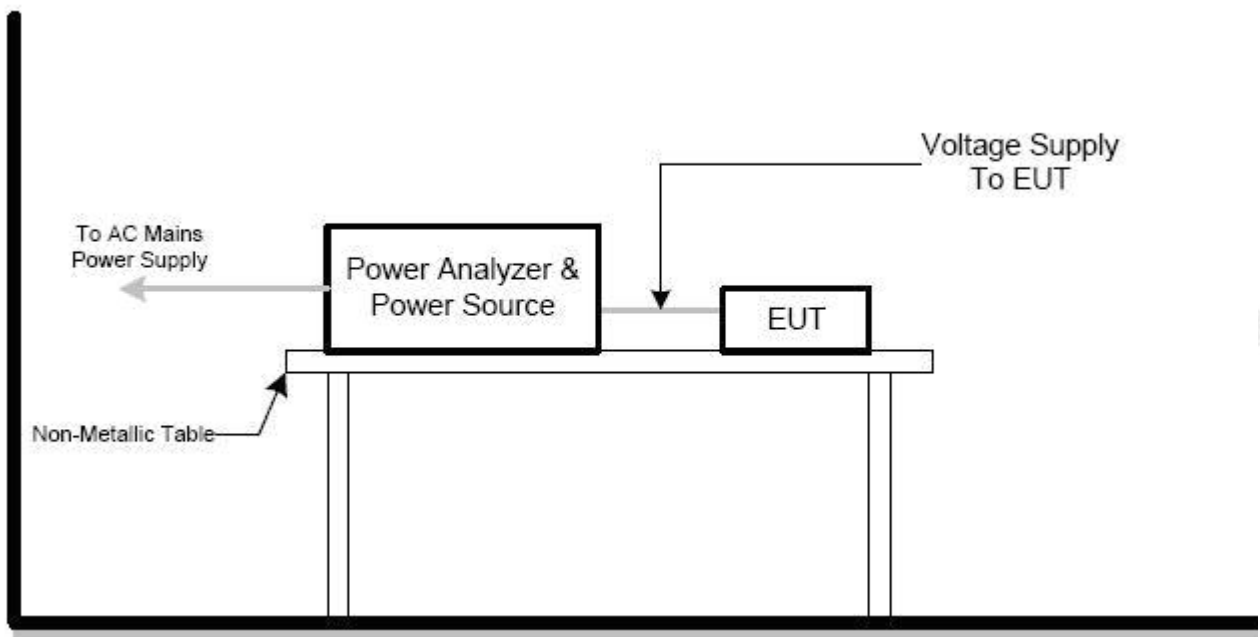 Voltage Supply
To EUT
To AC Mains
Power Supply
Power Analyzer &
Power Source
EUT
Non-Metallic Table